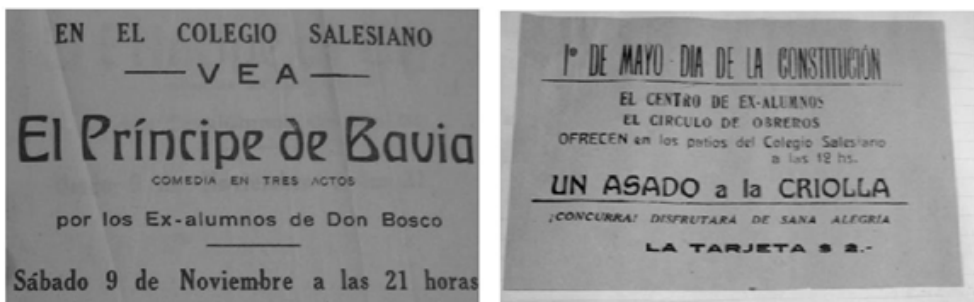 EN EL COLEGIO SALESIANO
VEA
El Príncipe de Bavia
COMEDIA EN TRES ACTOS
por los Ex-alumnos de Don Bosco
Sábado 9 de Noviembre a las 21 horas
1º DE MAYO - DIA DE LA CONSTITUCIÓN
EL CENTRO DE EX-ALUMNOS
EL CIRCULO DE OBREROS
OFRECEN en los patios del Colegio Salesiano
a las 12 hs.
UN ASADO a la CRIOLLA
¡CONCURRA! DISFRUTARÁ DE SANA ALEGRÍA
LA TARJETA $ 2.-